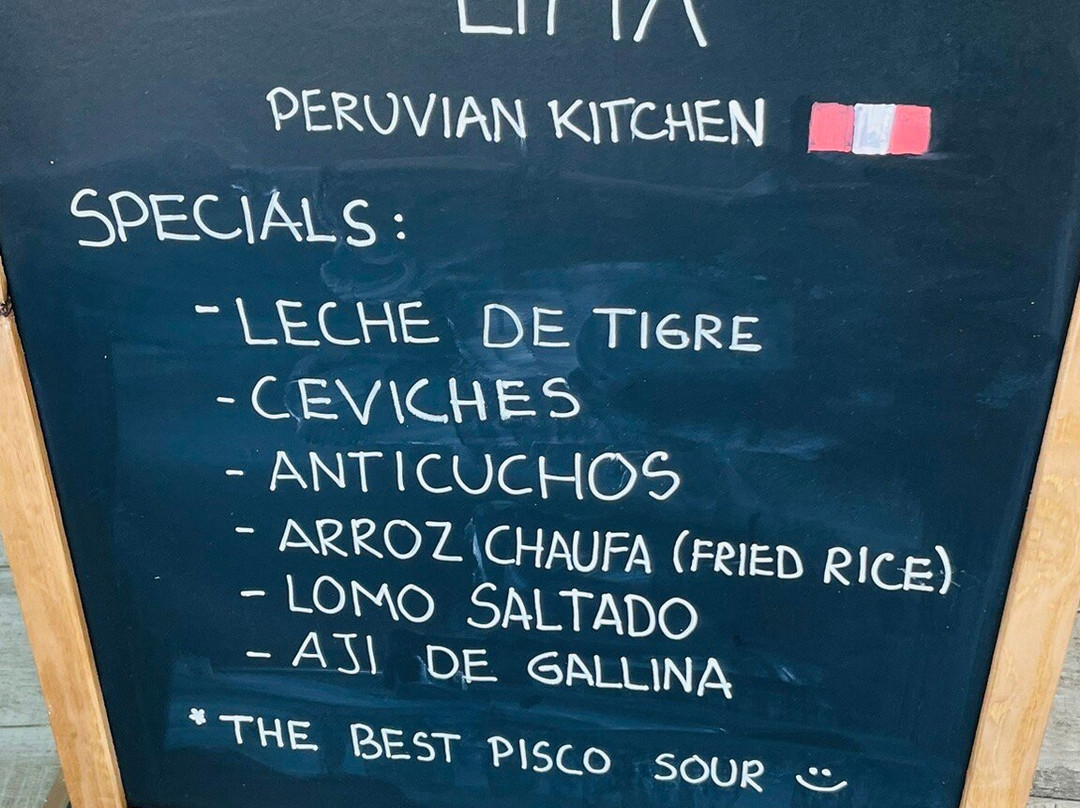 PERUVIAN KITCHEN
SPECIALS:
- LECHE DE TIGRE
- CEVICHES
- ANTICUCHOS
- ARROZ CHAUFA (FRIED RICE)
- LOMO SALTADO
- AJI DE GALLINA
* THE BEST PISCO SOUR